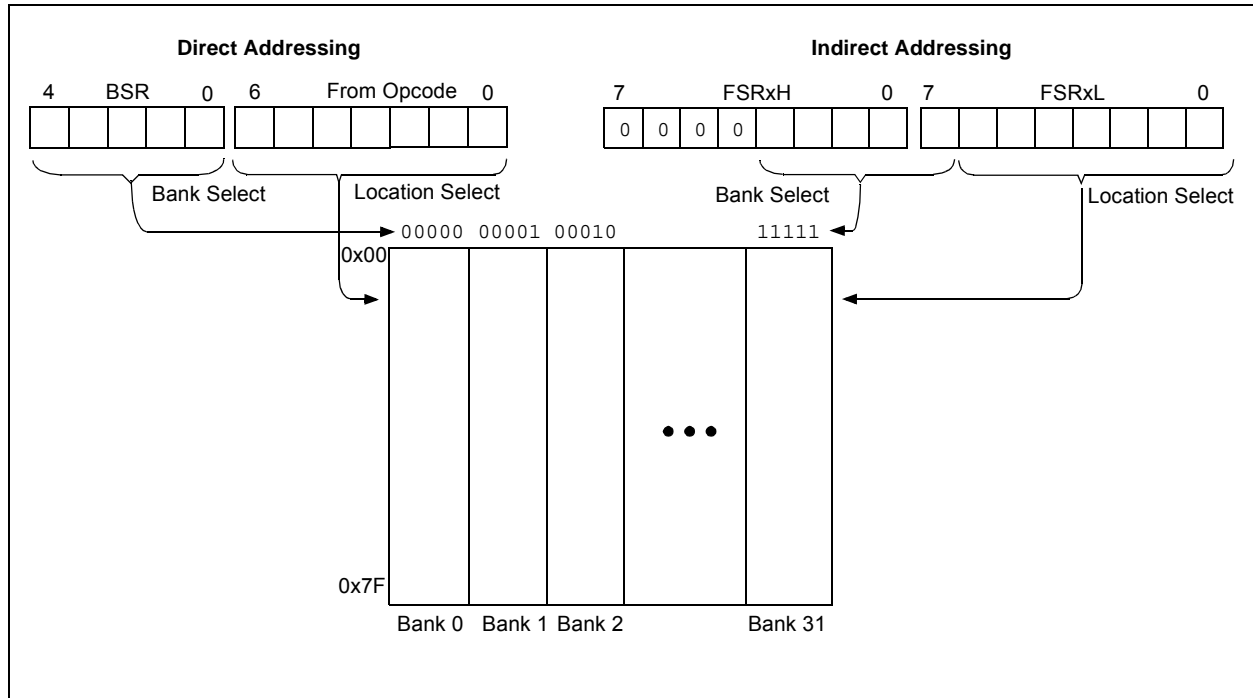 Direct Addressing
Indirect Addressing
4 BSR 0 6 From Opcode 0
7 FSRxH 0 7 FSRxL 0
0 0 0 0
Bank Select
Location Select
Bank Select
Location Select
00000 00001 00010 11111
0x00
0x7F
Bank 0 Bank 1 Bank 2 Bank 31